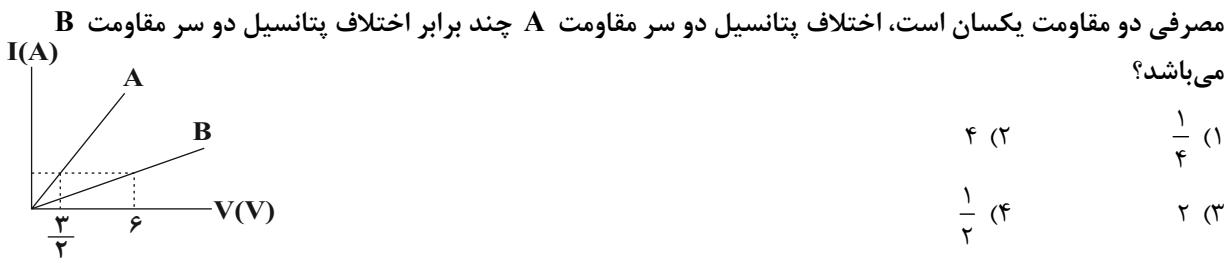 مصرفی دو مقاومت یکسان است، اختلاف پتانسیل دو سر مقاومت A چند برابر اختلاف پتانسیل دو سر مقاومت B
می‌باشد؟
۱) ۱/۴ ۲) ۴
۳) ۲ ۴) ۱/۲
I(A)
A
B
V(V)
۳/۲ ۶